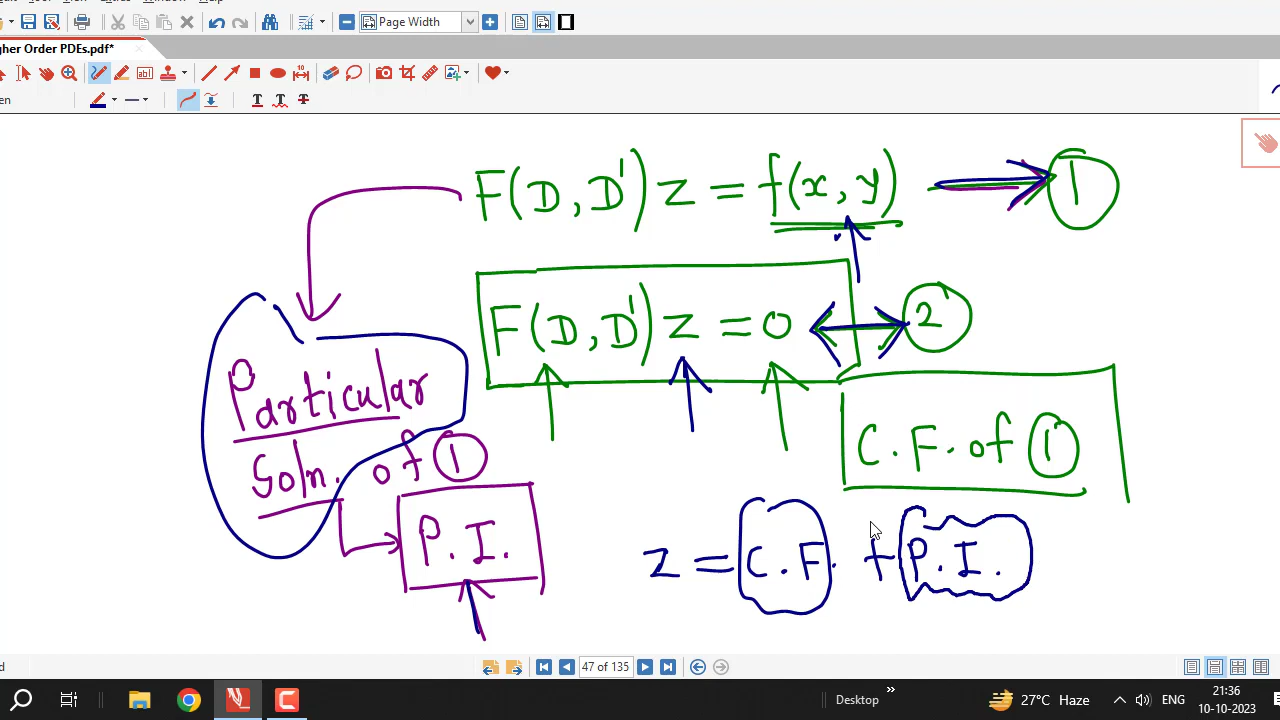 Page Width
gher Order PDEs.pdf*
en
F(D, D') z = f(x, y) 1
F(D, D') z = 0 2
Particular
Soln. of 1
C.F. of 1
P.I.
z = C.F. + P.I.
d
47 of 135
Desktop
27°C Haze
ENG
21:36
10-10-2023